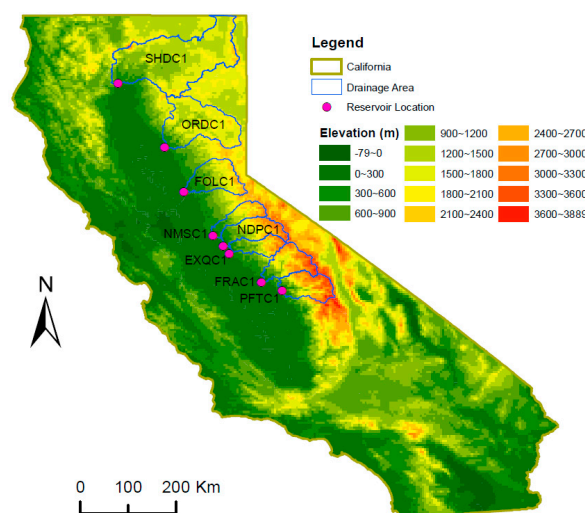 Legend
California
Drainage Area
Reservoir Location
Elevation (m)
-79~0
0~300
300~600
600~900
900~1200
1200~1500
1500~1800
1800~2100
2100~2400
2400~2700
2700~3000
3000~3300
3300~3600
3600~3889
SHDC1
ORDC1
FOLC1
NMSC1
NDPC1
EXQC1
FRAC1
PFTC1
N
0 100 200 Km